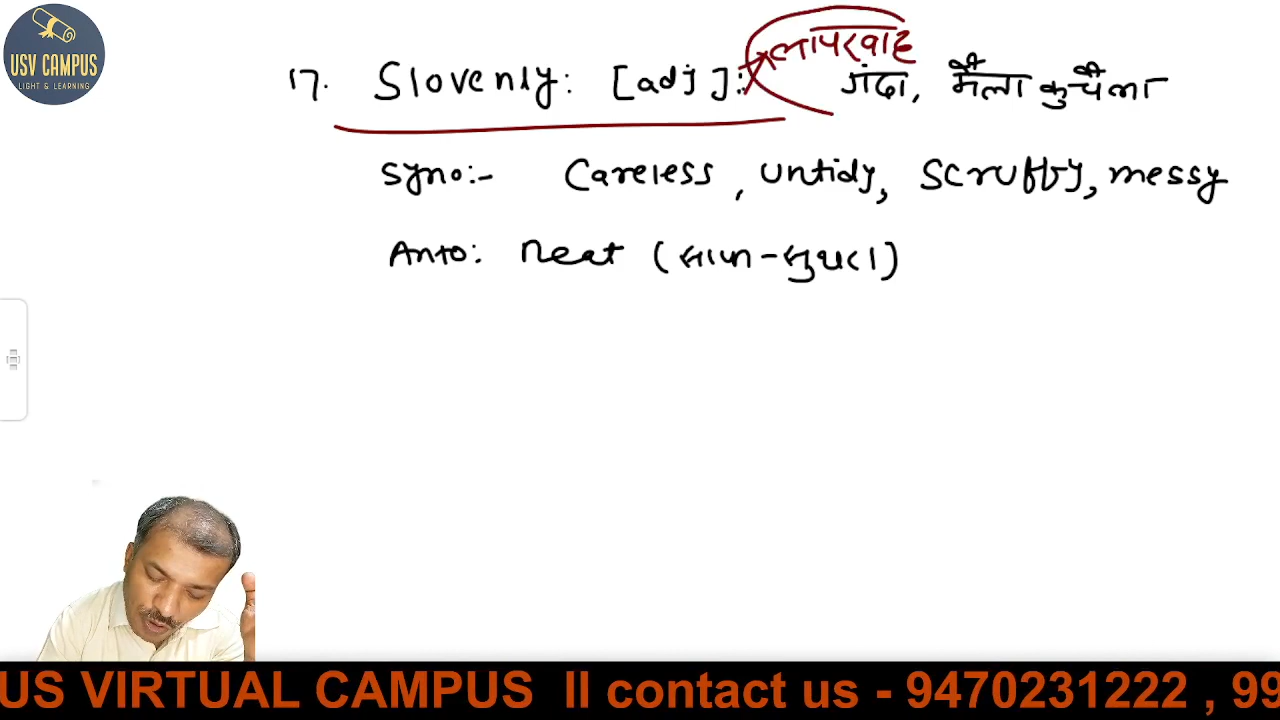 USV CAMPUS
LIGHT & LEARNING
लापरवाह
17. Slovenly: [adj]: गंदा, मैला कुचैला
Syno:- Careless, untidy, Scruffy, messy
Anto: Neat (साफ-सुथरा)
US VIRTUAL CAMPUS II contact us - 9470231222 , 99